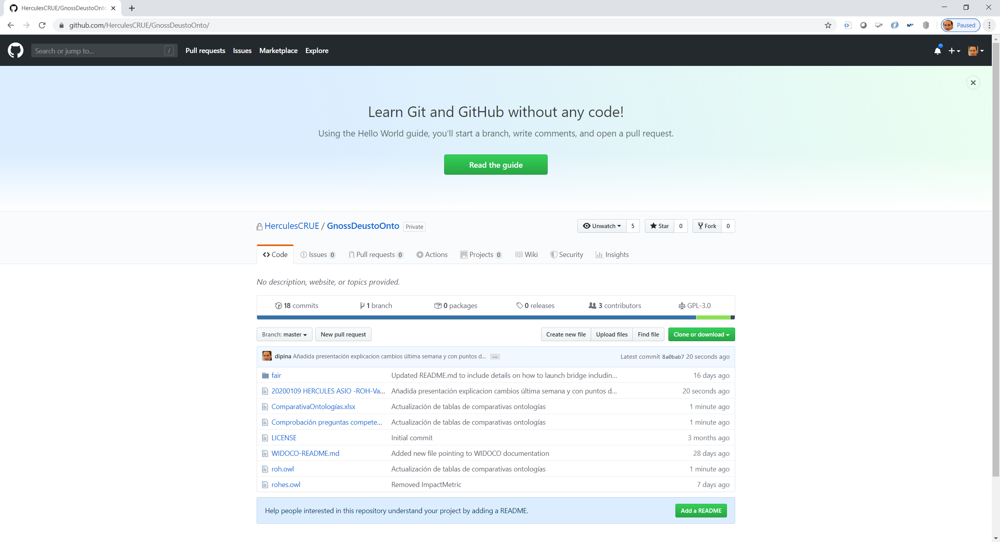 HerculesCRUE/GnossDeustoOnto
github.com/HerculesCRUE/GnossDeustoOnto/
Paused
Search or jump to...
/
Pull requests Issues Marketplace Explore
Learn Git and GitHub without any code!
Using the Hello World guide, you’ll start a branch, write comments, and open a pull request.
Read the guide
HerculesCRUE / GnossDeustoOnto Private
Unwatch 5 Star 0 Fork 0
Code Issues 0 Pull requests 0 Actions Projects 0 Wiki Security Insights
No description, website, or topics provided.
18 commits 1 branch 0 packages 0 releases 3 contributors GPL-3.0
Branch: master New pull request Create new file Upload files Find file Clone or download
dipina Añadida presentación explicacion cambios última semana y con puntos d... ... Latest commit 8a0bab7 20 seconds ago
fair Updated README.md to include details on how to launch bridge includin... 16 days ago
20200109 HERCULES ASIO -ROH-Va... Añadida presentación explicacion cambios última semana y con puntos d... 20 seconds ago
ComparativaOntologías.xlsx Actualización de tablas de comparativas ontologías 1 minute ago
Comprobación preguntas compete... Actualización de tablas de comparativas ontologías 1 minute ago
LICENSE Initial commit 3 months ago
WIDOCO-README.md Added new file pointing to WIDOCO documentation 28 days ago
roh.owl Actualización de tablas de comparativas ontologías 1 minute ago
rohes.owl Removed ImpactMetric 7 days ago
Help people interested in this repository understand your project by adding a README. Add a README